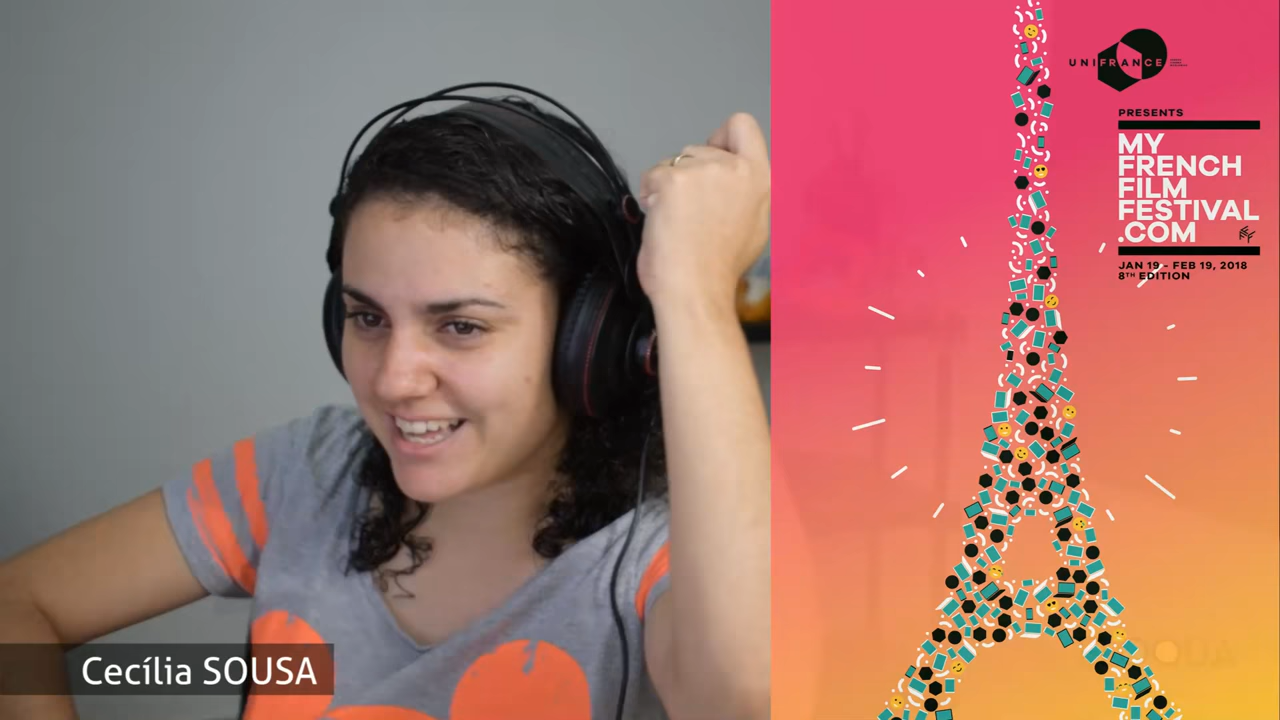 Cecília SOUSA
UNIFRANCE
PRESENTS
MY
FRENCH
FILM
FESTIVAL
.COM
JAN 19 - FEB 19, 2018
8TH EDITION